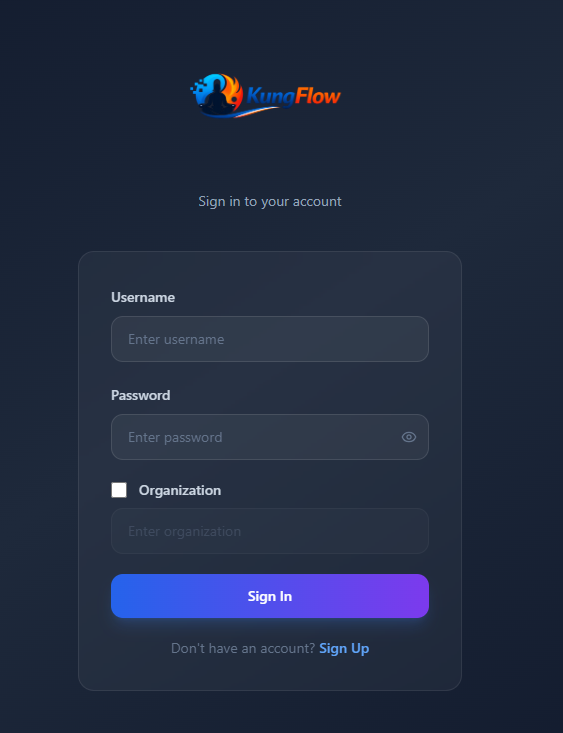 KungFlow
Sign in to your account
Username
Enter username
Password
Enter password
Organization
Enter organization
Sign In
Don't have an account? Sign Up